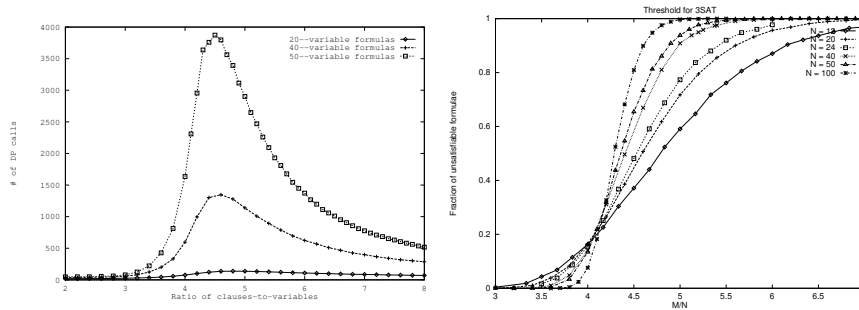 20--variable formulas
40--variable formulas
50--variable formulas
4000
3500
3000
2500
2000
1500
1000
500
0
# of DP calls
2 3 4 5 6 7 8
Ratio of clauses-to-variables
Threshold for 3SAT
1
0.8
0.6
0.4
0.2
0
Fraction of unsatisfiable formulae
N = 12
N = 20
N = 24
N = 40
N = 50
N = 100
3 3.5 4 4.5 5 5.5 6 6.5
M/N